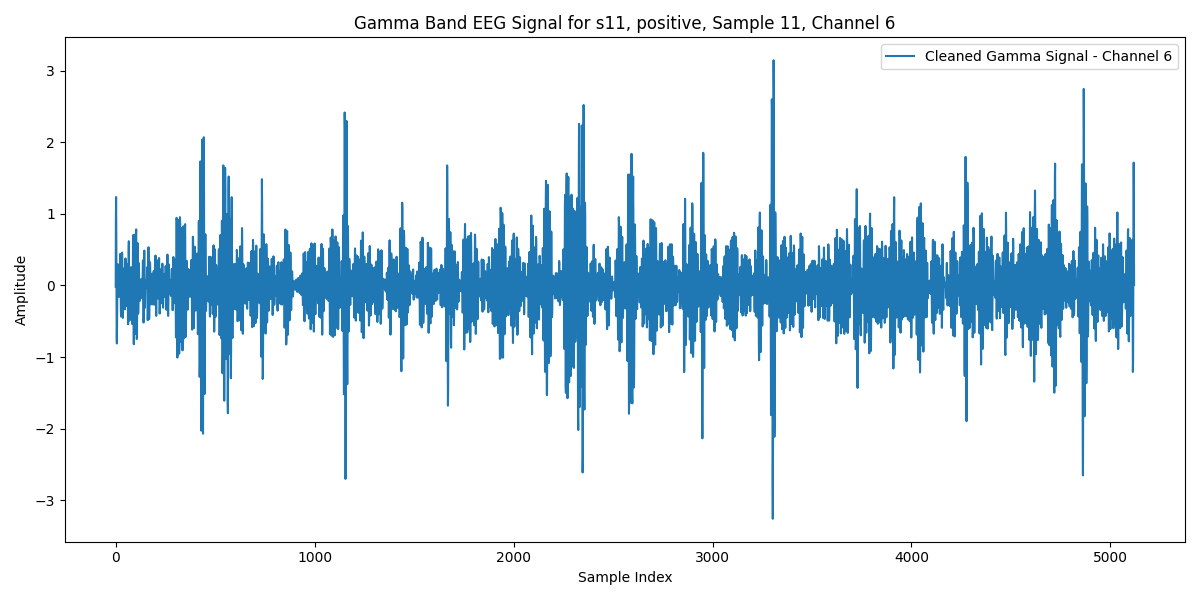 Gamma Band EEG Signal for s11, positive, Sample 11, Channel 6
Cleaned Gamma Signal - Channel 6
Amplitude
3
2
1
0
−1
−2
−3
0 1000 2000 3000 4000 5000
Sample Index